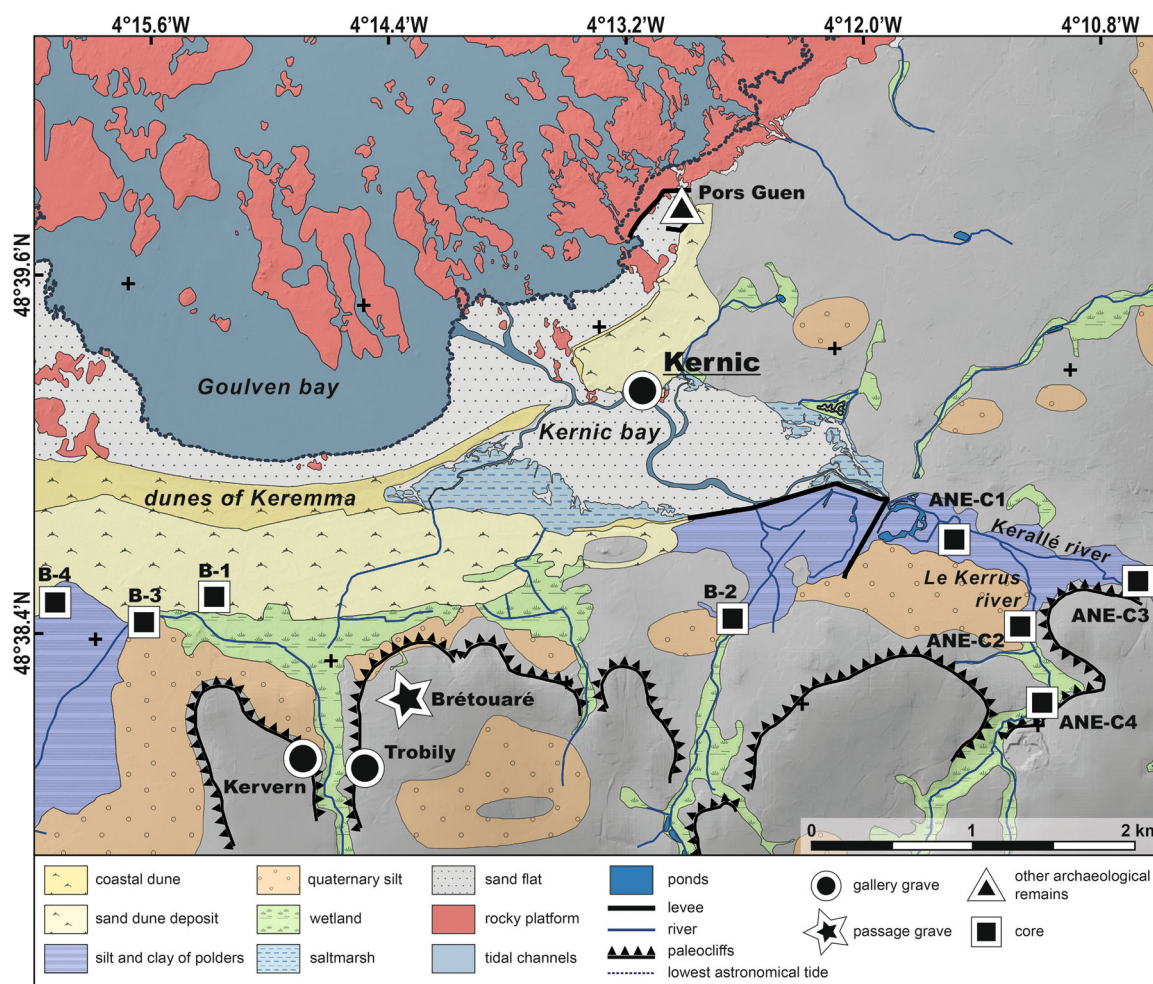 4°15.6'W 4°14.4'W 4°13.2'W 4°12.0'W 4°10.8'W
48°39.6'N
48°38.4'N
Pors Guen
Kernic
Goulven bay
Kernic bay
dunes of Keremma
ANE-C1
Kerallé river
B-4
B-1
B-3
B-2
Le Kerrus
river
ANE-C3
ANE-C2
Brétouaré
ANE-C4
Trobily
Kervern
0 1 2 km
coastal dune
sand dune deposit
silt and clay of polders
quaternary silt
wetland
saltmarsh
sand flat
rocky platform
tidal channels
ponds
levee
river
paleocliffs
lowest astronomical tide
gallery grave
passage grave
other archaeological
remains
core